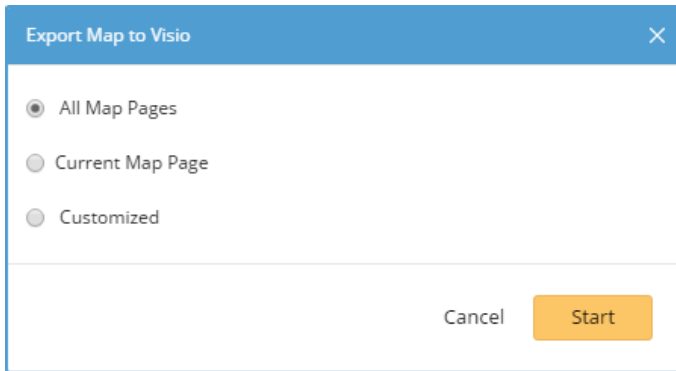 Export Map to Visio
All Map Pages
Current Map Page
Customized
Cancel Start